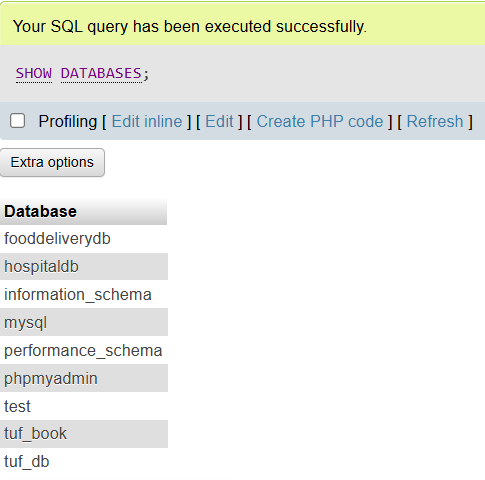 Your SQL query has been executed successfully.
SHOW DATABASES;
Profiling [ Edit inline ] [ Edit ] [ Create PHP code ] [ Refresh ]
Extra options
Database
fooddeliverydb
hospitaldb
information_schema
mysql
performance_schema
phpmyadmin
test
tuf_book
tuf_db